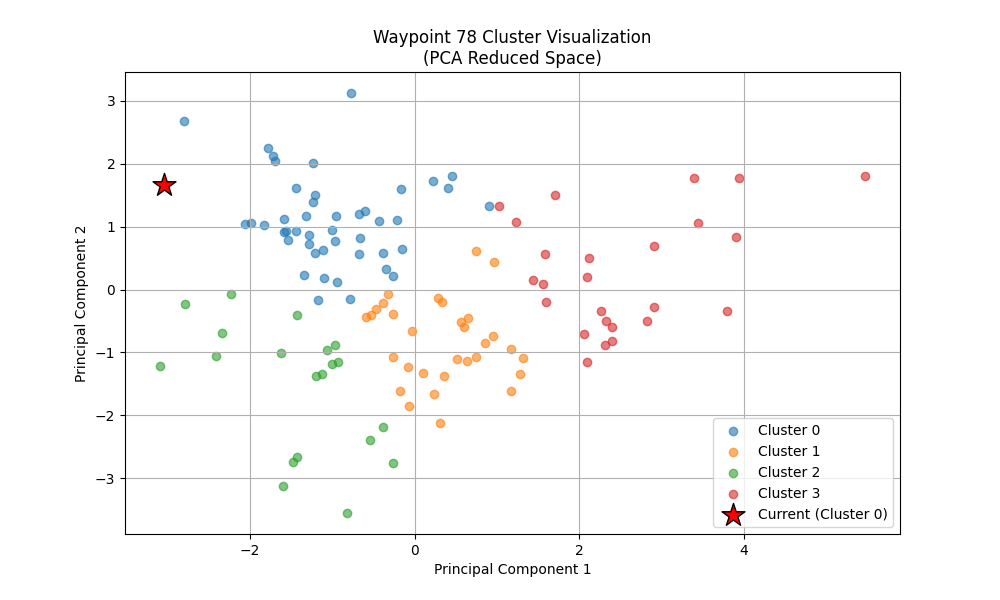 Waypoint 78 Cluster Visualization
(PCA Reduced Space)
Principal Component 2
3
2
1
0
−1
−2
−3
−2
0
2
4
Principal Component 1
Cluster 0
Cluster 1
Cluster 2
Cluster 3
Current (Cluster 0)